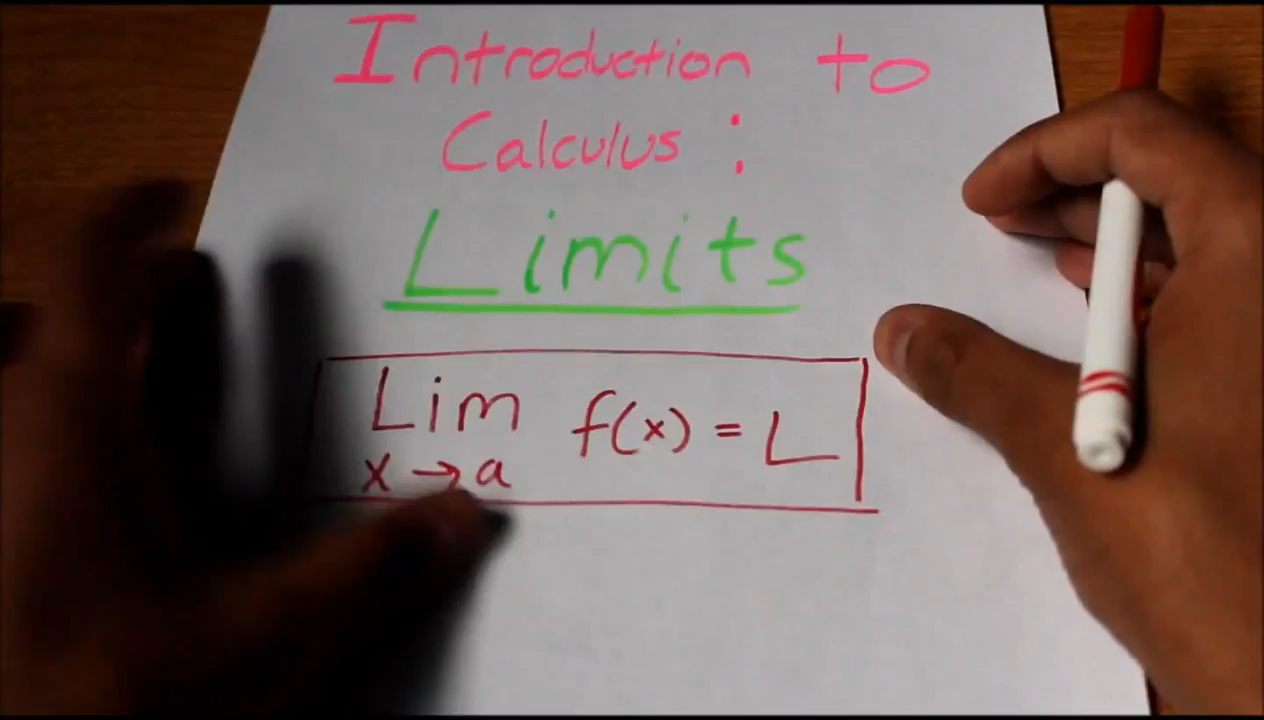 Introduction to
Calculus:
Limits
Lim f(x) = L
x → a